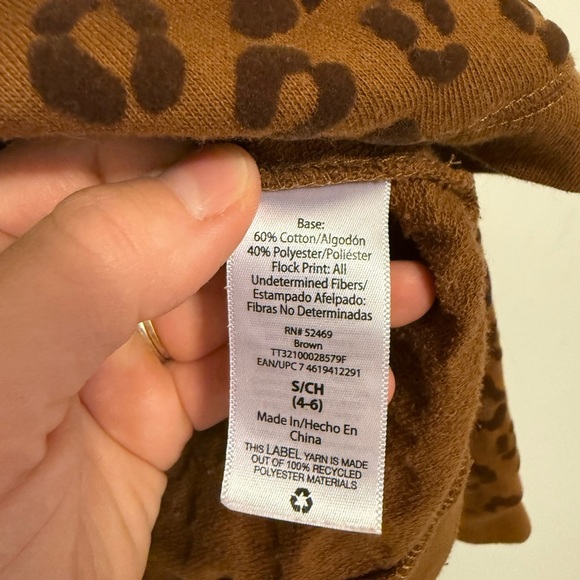 Base:
60% Cotton/Algodón
40% Polyester/Poliéster
Flock Print: All
Undetermined Fibers/
Estampado Afelpado:
Fibras No Determinadas
RN# 52469
Brown
TT32100028579F
EAN/UPC 7 4619412291
S/CH
(4-6)
Made In/Hecho En
China
THIS LABEL YARN IS MADE
OUT OF 100% RECYCLED
POLYESTER MATERIALS